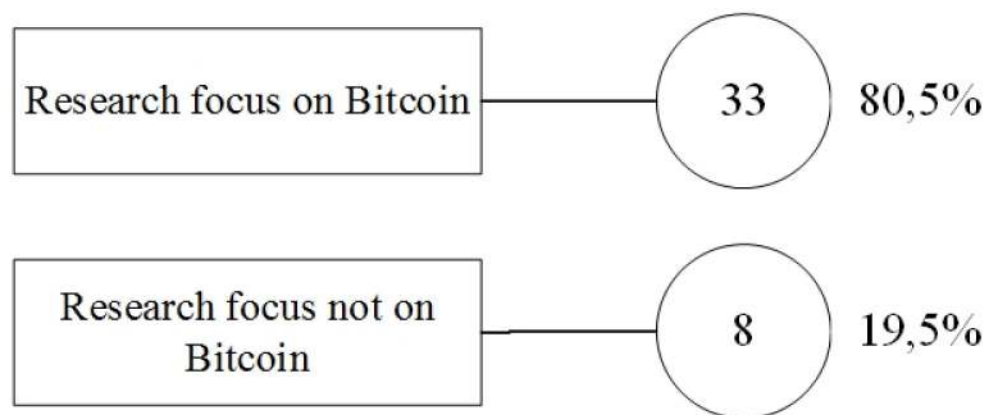 Research focus on Bitcoin
33
80,5%
Research focus not on
Bitcoin
8
19,5%